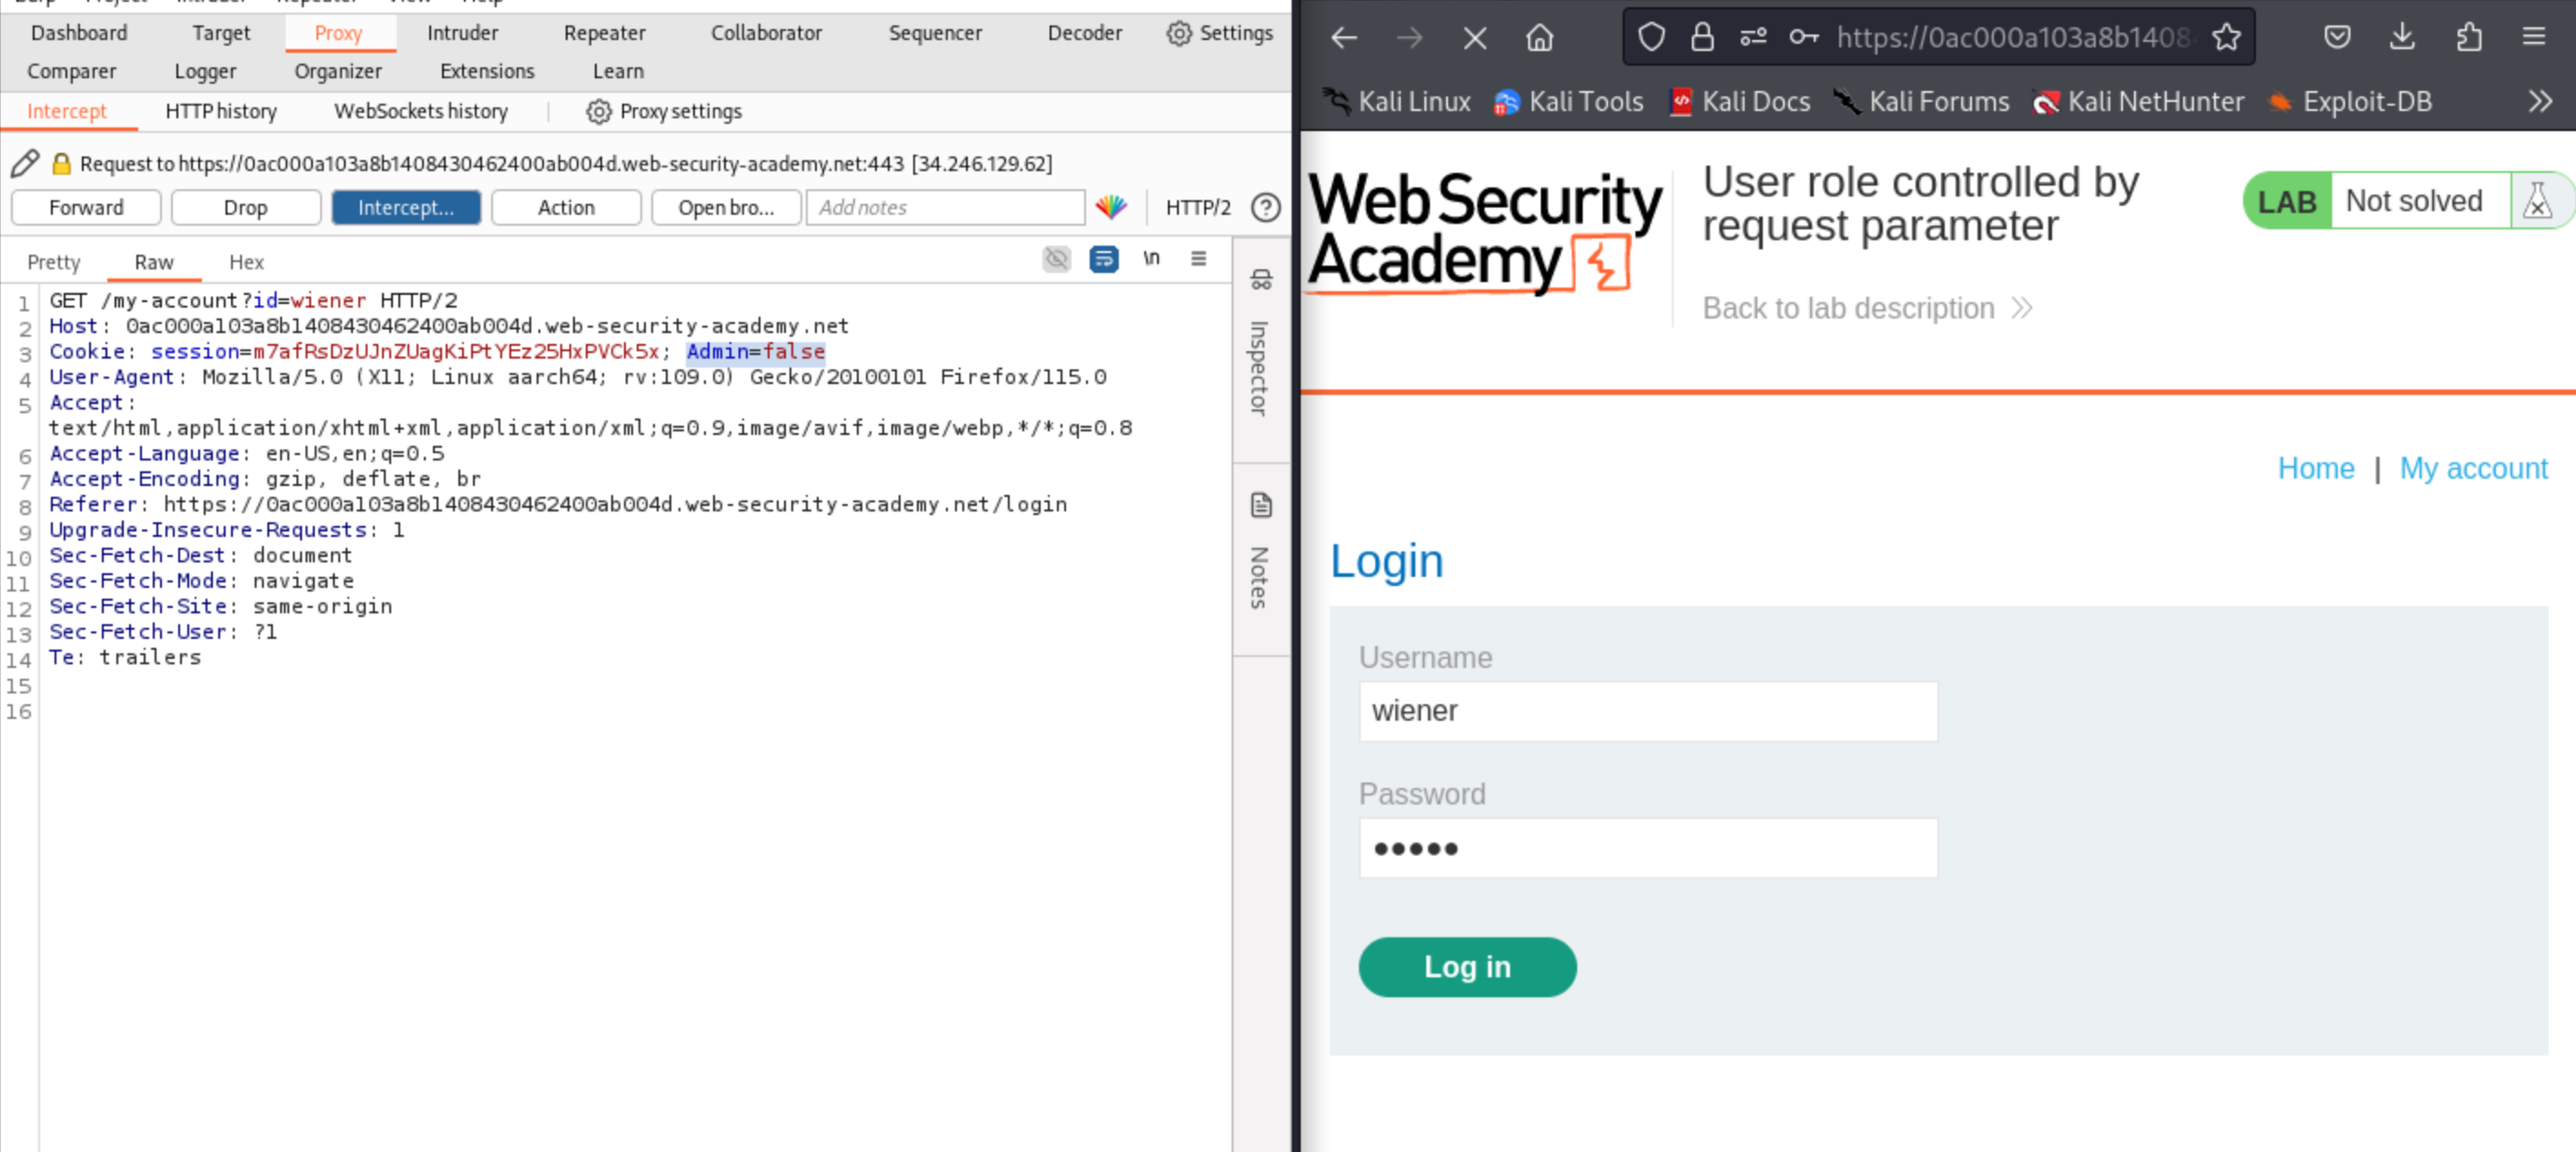 Burp Project Intruder Repeater View Help
Dashboard Target Proxy Intruder Repeater Collaborator Sequencer Decoder Settings
Comparer Logger Organizer Extensions Learn
Intercept HTTP history WebSockets history Proxy settings
Request to https://0ac000a103a8b1408430462400ab004d.web-security-academy.net:443 [34.246.129.62]
Forward Drop Intercept... Action Open bro... Add notes HTTP/2 ?
Pretty Raw Hex \n
1 GET /my-account?id=wiener HTTP/2
2 Host: 0ac000a103a8b1408430462400ab004d.web-security-academy.net
3 Cookie: session=m7afRsDzUJnZUagKiPtYEz25HxPVCk5x; Admin=false
4 User-Agent: Mozilla/5.0 (X11; Linux aarch64; rv:109.0) Gecko/20100101 Firefox/115.0
5 Accept:
text/html,application/xhtml+xml,application/xml;q=0.9,image/avif,image/webp,*/*;q=0.8
6 Accept-Language: en-US,en;q=0.5
7 Accept-Encoding: gzip, deflate, br
8 Referer: https://0ac000a103a8b1408430462400ab004d.web-security-academy.net/login
9 Upgrade-Insecure-Requests: 1
10 Sec-Fetch-Dest: document
11 Sec-Fetch-Mode: navigate
12 Sec-Fetch-Site: same-origin
13 Sec-Fetch-User: ?1
14 Te: trailers
15
16
Inspector
Notes
https://0ac000a103a8b1408
Kali Linux Kali Tools Kali Docs Kali Forums Kali NetHunter Exploit-DB
Web Security
Academy
User role controlled by
request parameter
Back to lab description
LAB Not solved
Home | My account
Login
Username
wiener
Password
•••••
Log in